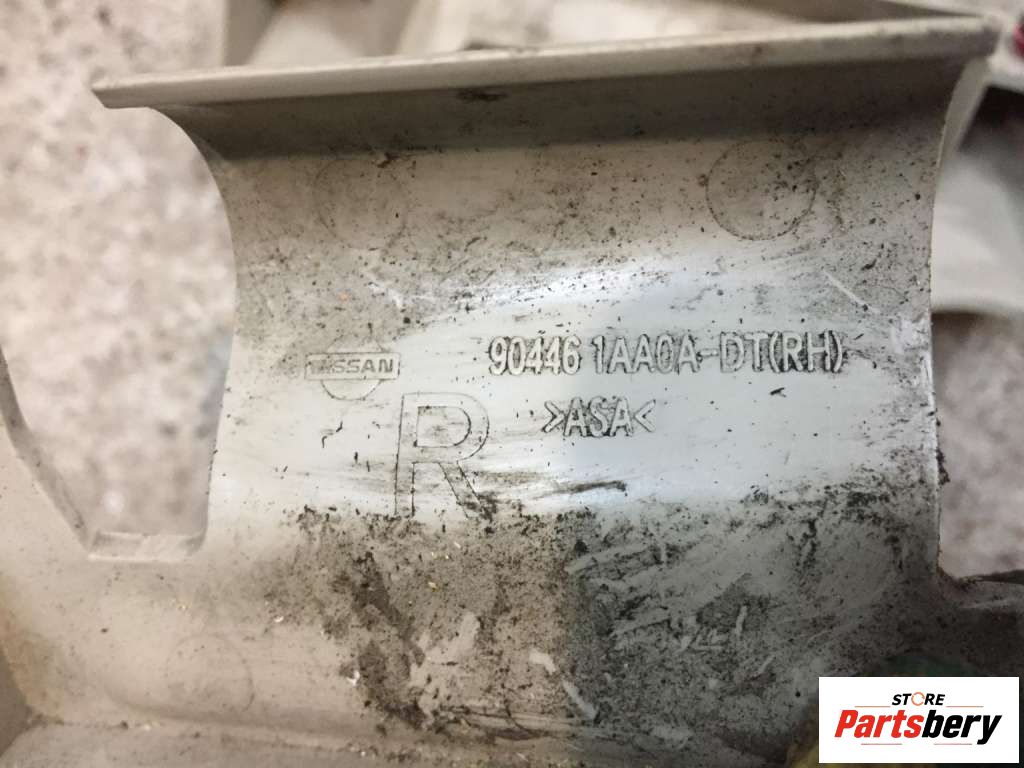 NISSAN
90446 1AA0A-DT(RH)
R
>ASA<
STORE
Partsbery